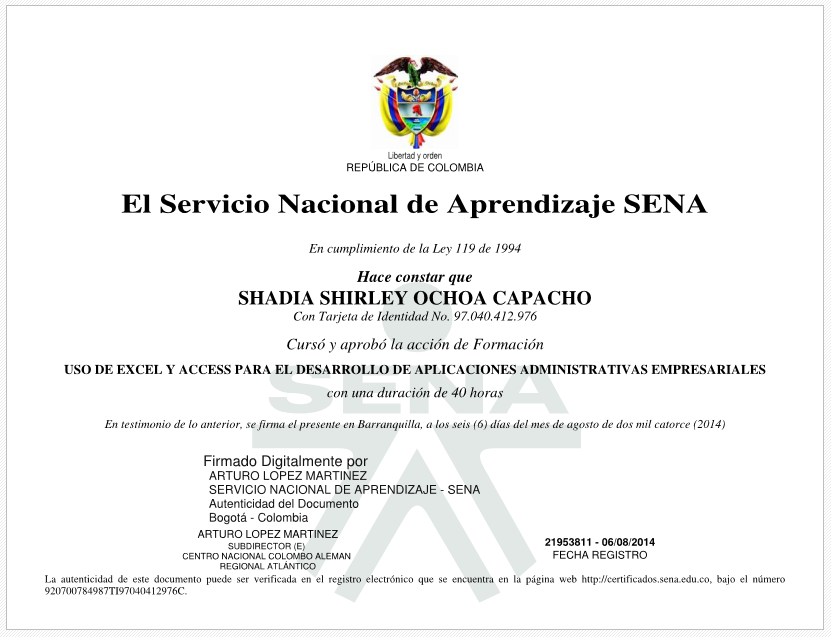 Libertad y orden
REPÚBLICA DE COLOMBIA
El Servicio Nacional de Aprendizaje SENA
En cumplimiento de la Ley 119 de 1994
Hace constar que
SHADIA SHIRLEY OCHOA CAPACHO
Con Tarjeta de Identidad No. 97.040.412.976
Cursó y aprobó la acción de Formación
USO DE EXCEL Y ACCESS PARA EL DESARROLLO DE APLICACIONES ADMINISTRATIVAS EMPRESARIALES
SENA
con una duración de 40 horas
En testimonio de lo anterior, se firma el presente en Barranquilla, a los seis (6) días del mes de agosto de dos mil catorce (2014)
Firmado Digitalmente por
ARTURO LOPEZ MARTINEZ
SERVICIO NACIONAL DE APRENDIZAJE - SENA
Autenticidad del Documento
Bogotá - Colombia
ARTURO LOPEZ MARTINEZ
SUBDIRECTOR (E)
CENTRO NACIONAL COLOMBO ALEMAN
REGIONAL ATLÁNTICO
21953811 - 06/08/2014
FECHA REGISTRO
La autenticidad de este documento puede ser verificada en el registro electrónico que se encuentra en la página web http://certificados.sena.edu.co, bajo el número
920700784987TI97040412976C.